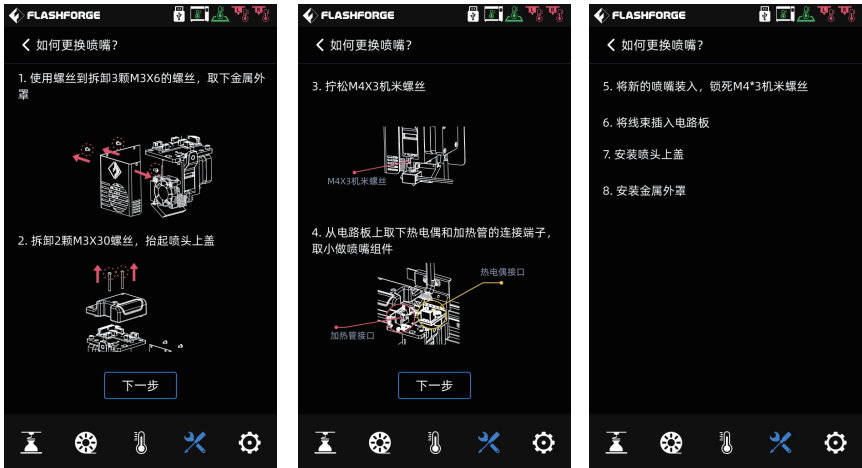 FLASHFORGE
如何更换喷嘴?
1. 使用螺丝到拆卸3颗M3X6的螺丝，取下金属外
罩
2. 拆卸2颗M3X30螺丝，抬起喷头上盖
下一步
FLASHFORGE
如何更换喷嘴?
3. 拧松M4X3机米螺丝
M4X3机米螺丝
4. 从电路板上取下热电偶和加热管的连接端子，
取小做喷嘴组件
热电偶接口
加热管接口
下一步
FLASHFORGE
如何更换喷嘴?
5. 将新的喷嘴装入，锁死M4*3机米螺丝
6. 将线束插入电路板
7. 安装喷头上盖
8. 安装金属外罩